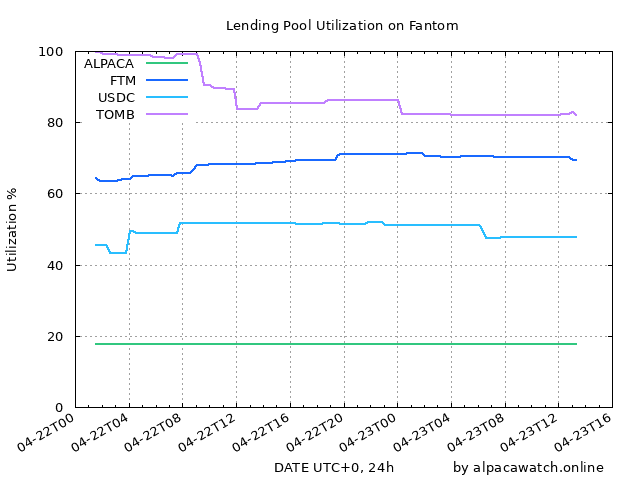 Lending Pool Utilization on Fantom
Utilization %
100
80
60
40
20
0
ALPACA
FTM
USDC
TOMB
04-22T00
04-22T04
04-22T08
04-22T12
04-22T16
04-22T20
04-23T00
04-23T04
04-23T08
04-23T12
04-23T16
DATE UTC+0, 24h
by alpacawatch.online